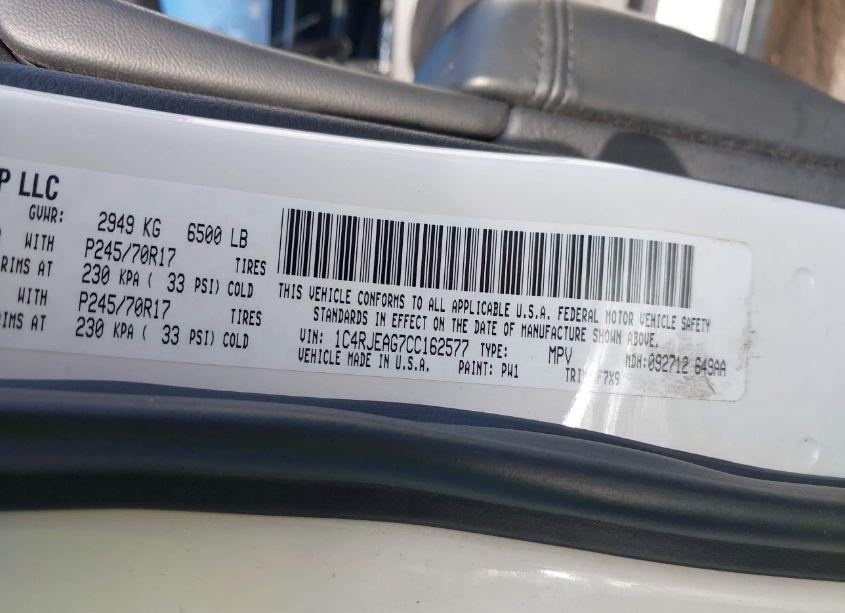 P LLC
GVWR: 2949 KG 6500 LB
WITH P245/70R17 TIRES
RIMS AT 230 KPA ( 33 PSI) COLD
WITH P245/70R17 TIRES
RIMS AT 230 KPA ( 33 PSI) COLD
THIS VEHICLE CONFORMS TO ALL APPLICABLE U.S.A. FEDERAL MOTOR VEHICLE SAFETY
STANDARDS IN EFFECT ON THE DATE OF MANUFACTURE SHOWN ABOVE.
VIN: 1C4RJEAG7CC162577 TYPE: MPV MDH:092712 649AA
VEHICLE MADE IN U.S.A. PAINT: PW1 TRIM: F7X9